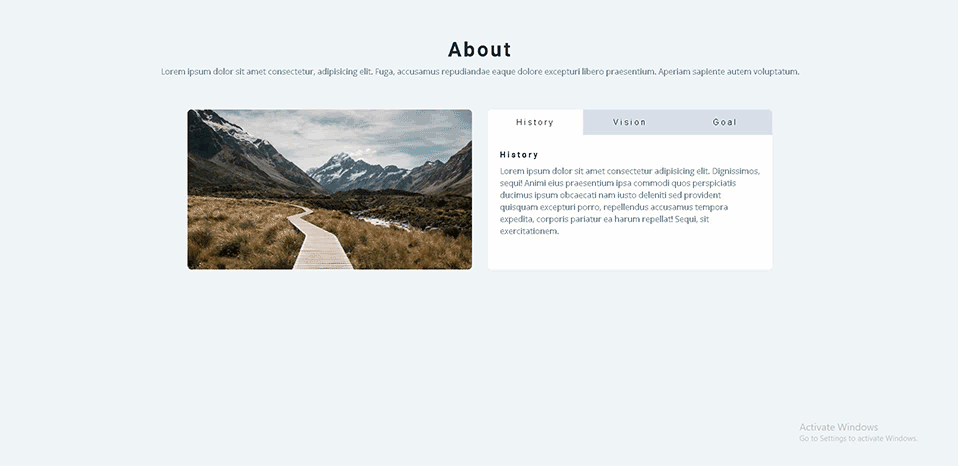 About
Lorem ipsum dolor sit amet consectetur, adipisicing elit. Fuga, accusamus repudiandae eaque dolore excepturi libero praesentium. Aperiam sapiente autem voluptatum.
History Vision Goal
History
Lorem ipsum dolor sit amet consectetur adipisicing elit. Dignissimos,
sequi! Animi eius praesentium ipsa commodi quos perspiciatis
ducimus ipsum obcaecati nam iusto deleniti sed provident
quisquam excepturi porro, repellendus accusamus tempora
expedita, corporis pariatur ea harum repellat! Sequi, sit
exercitationem.
Activate Windows
Go to Settings to activate Windows.